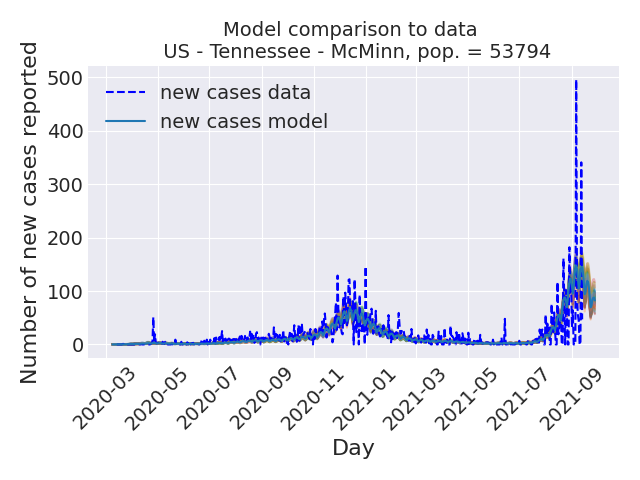 Model comparison to data
US - Tennessee - McMinn, pop. = 53794
Number of new cases reported
500
400
300
200
100
0
new cases data
new cases model
2020-03
2020-05
2020-07
2020-09
2020-11
2021-01
2021-03
2021-05
2021-07
2021-09
Day